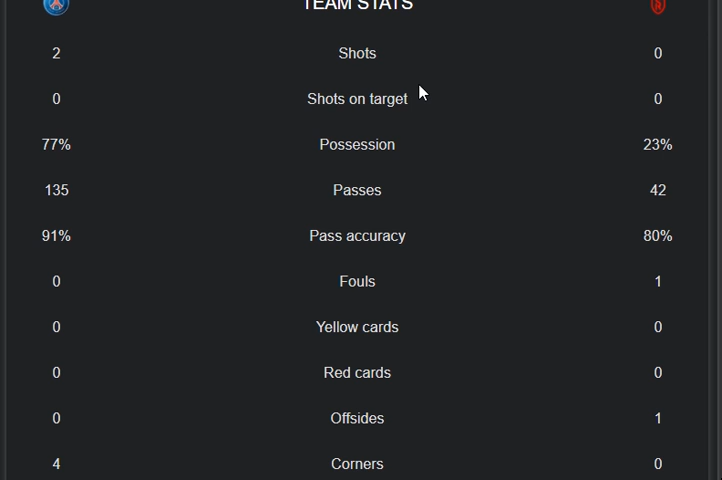 TEAM STATS
2 Shots 0
0 Shots on target 0
77% Possession 23%
135 Passes 42
91% Pass accuracy 80%
0 Fouls 1
0 Yellow cards 0
0 Red cards 0
0 Offsides 1
4 Corners 0